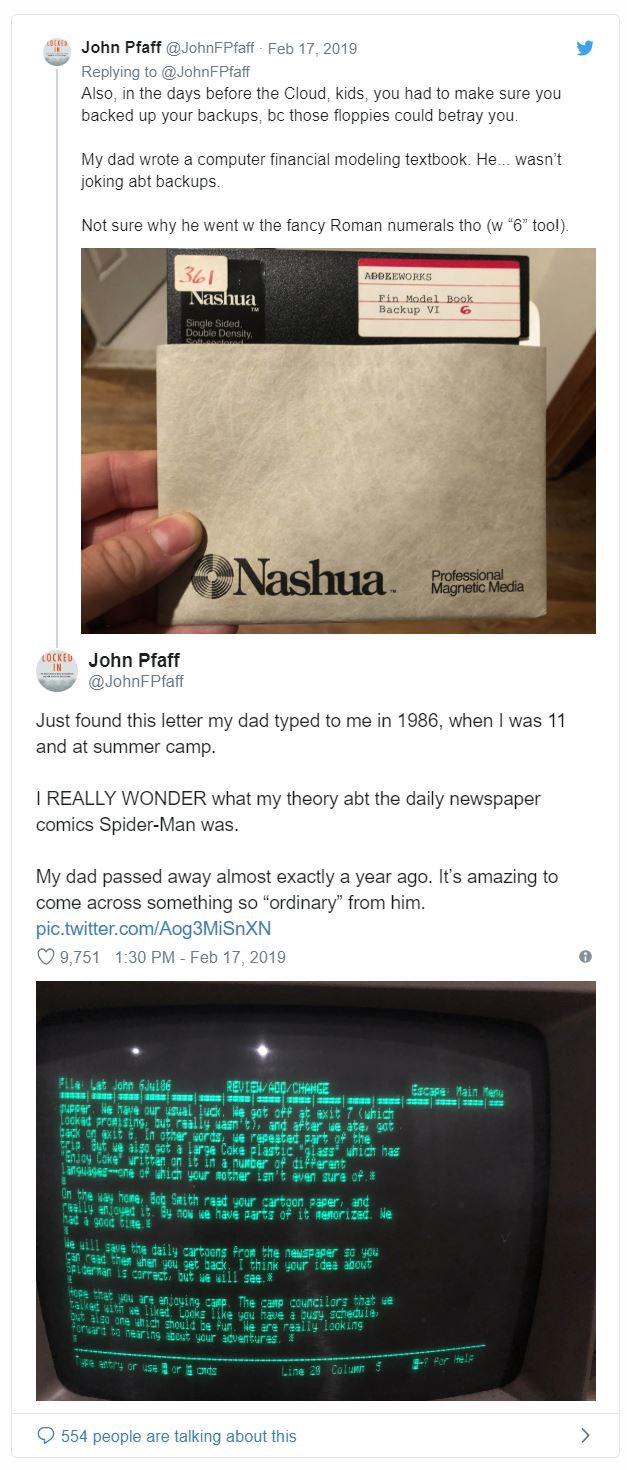 LOCKED
IN
John Pfaff @JohnFPfaff · Feb 17, 2019
Replying to @JohnFPfaff
Also, in the days before the Cloud, kids, you had to make sure you
backed up your backups, bc those floppies could betray you.
My dad wrote a computer financial modeling textbook. He... wasn't
joking abt backups.
Not sure why he went w the fancy Roman numerals tho (w “6” too!).
361
Nashua
TM
Single Sided,
Double Density,
Soft-sectored
APPLEWORKS
Fin Model Book
Backup VI 6
Nashua TM
Professional
Magnetic Media
LOCKED
IN
John Pfaff
@JohnFPfaff
Just found this letter my dad typed to me in 1986, when I was 11
and at summer camp.
I REALLY WONDER what my theory abt the daily newspaper
comics Spider-Man was.
My dad passed away almost exactly a year ago. It's amazing to
come across something so “ordinary” from him.
pic.twitter.com/Aog3MiSnXN
9,751 1:30 PM - Feb 17, 2019
File: Let John 6Jul86 REVIEW/ADD/CHANGE Escape: Main Menu
supper. We have our usual luck. We got off at exit 7 (which
looked promising, but really wasn't), and after we ate, got
back on exit 6. In other words, we repeated part of the
trip. But we also got a large Coke plastic "glass" which has
"Enjoy Coke" written on it in a number of different
languages--one of which your mother isn't even sure of.
On the way home, Bob Smith read your cartoon paper, and
really enjoyed it. By now we have parts of it memorized. We
had a good time.
We will save the daily cartoons from the newspaper so you
can read them when you get back. I think your idea about
Spiderman is correct, but we will see.
Hope that you are enjoying camp. The camp councilors that we
talked with we liked. Looks like you have a busy schedule,
but also one which should be fun. We are really looking
forward to hearing about your adventures.
Type entry or use or cmds Line 20 Column 5 -? for Help
554 people are talking about this